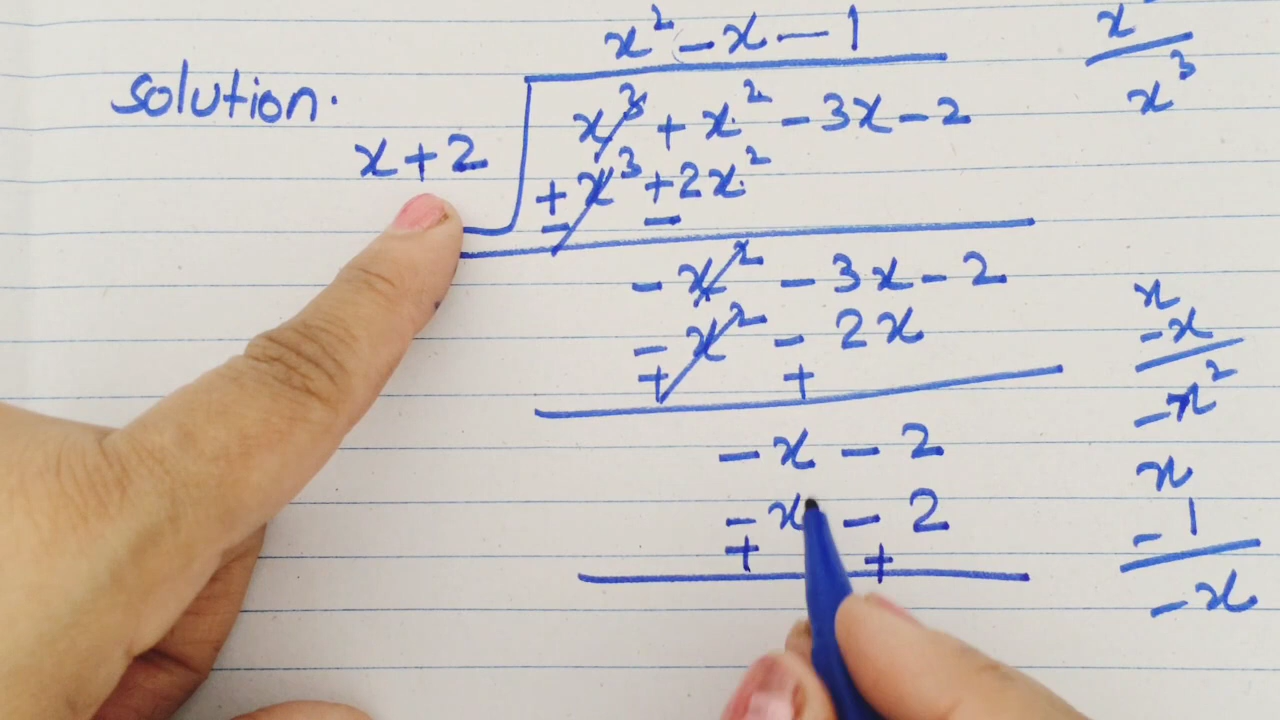 x² - x - 1
solution.
x + 2
x³ + x² - 3x - 2
+ x³ + 2x²
- -
- x² - 3x - 2
- x² - 2x
+ +
- x - 2
- x - 2
+ +
x³
x
- x
- x²
x
- 1
- x